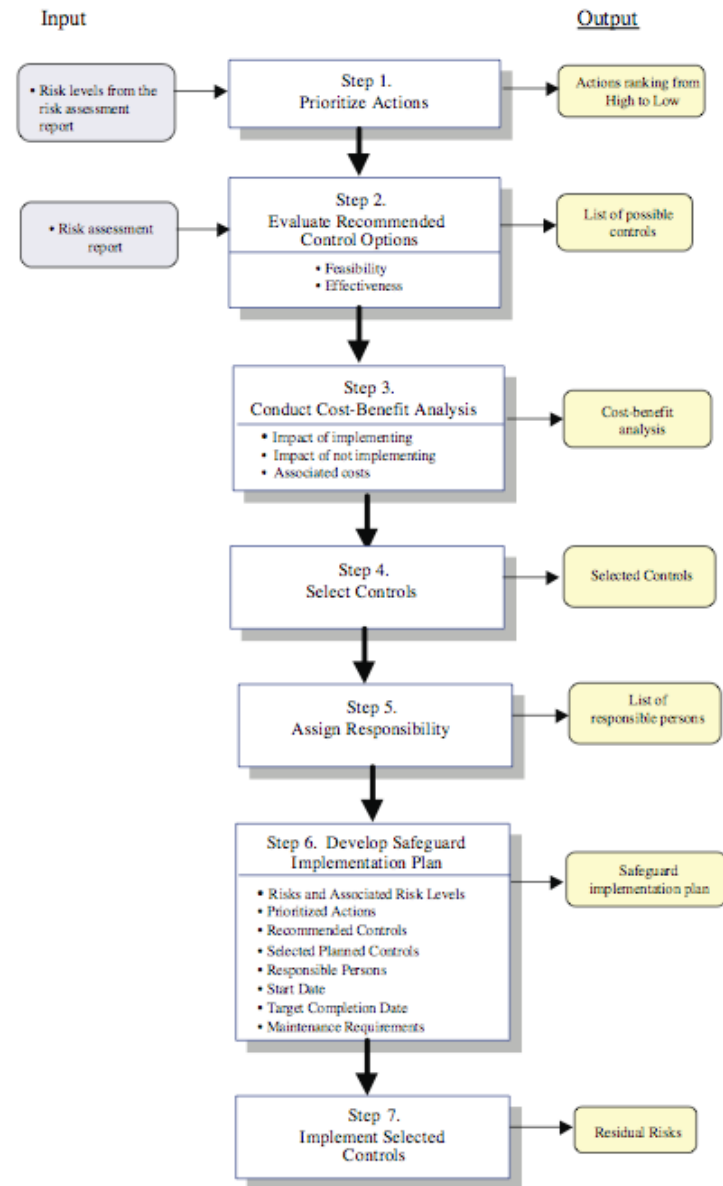 Input
Output
• Risk levels from the
risk assessment
report
Step 1.
Prioritize Actions
Actions ranking from
High to Low
• Risk assessment
report
Step 2.
Evaluate Recommended
Control Options
• Feasibility
• Effectiveness
List of possible
controls
Step 3.
Conduct Cost-Benefit Analysis
• Impact of implementing
• Impact of not implementing
• Associated costs
Cost-benefit
analysis
Step 4.
Select Controls
Selected Controls
Step 5.
Assign Responsibility
List of
responsible persons
Step 6. Develop Safeguard
Implementation Plan
• Risks and Associated Risk Levels
• Prioritized Actions
• Recommended Controls
• Selected Planned Controls
• Responsible Persons
• Start Date
• Target Completion Date
• Maintenance Requirements
Safeguard
implementation plan
Step 7.
Implement Selected
Controls
Residual Risks